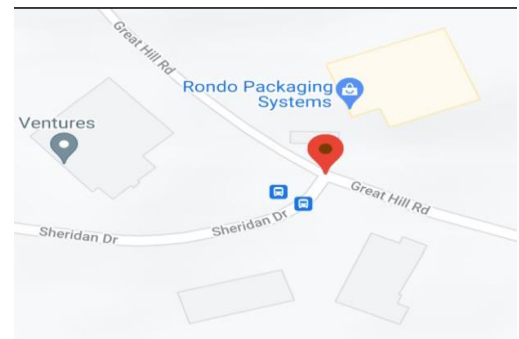 Great Hill Rd
Rondo Packaging
Systems
Ventures
Great Hill Rd
Sheridan Dr
Sheridan Dr